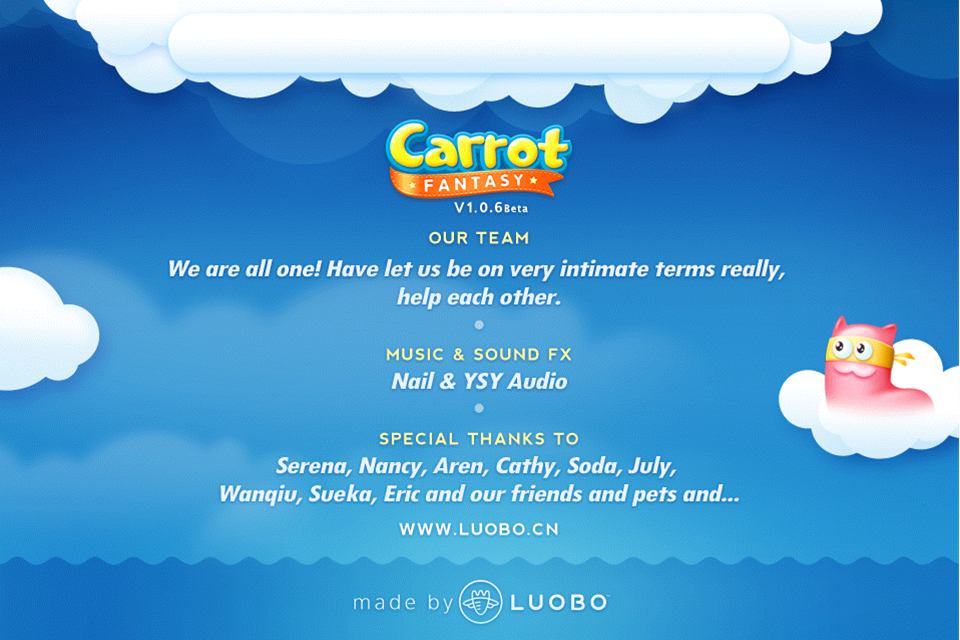 Carrot
FANTASY
V1.0.6Beta
OUR TEAM
We are all one! Have let us be on very intimate terms really,
help each other.
MUSIC & SOUND FX
Nail & YSY Audio
SPECIAL THANKS TO
Serena, Nancy, Aren, Cathy, Soda, July,
Wanqiu, Sueka, Eric and our friends and pets and...
WWW.LUOBO.CN
made by LUOBO™